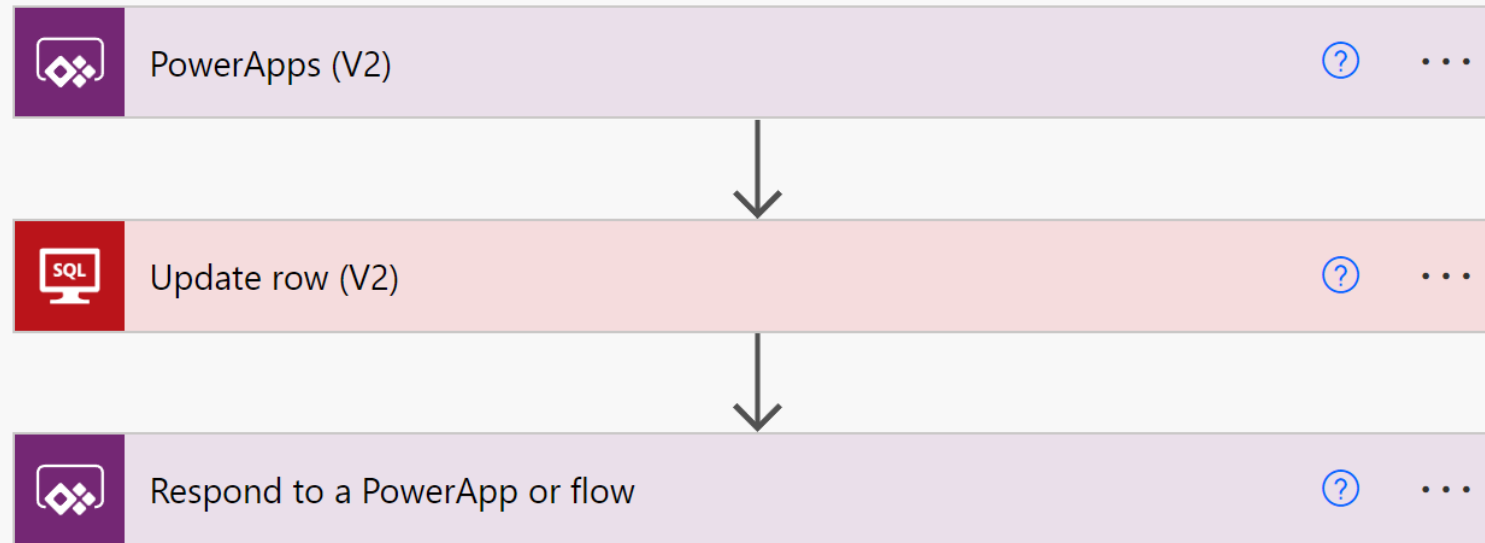 PowerApps (V2)
?
SQL
Update row (V2)
?
Respond to a PowerApp or flow
?